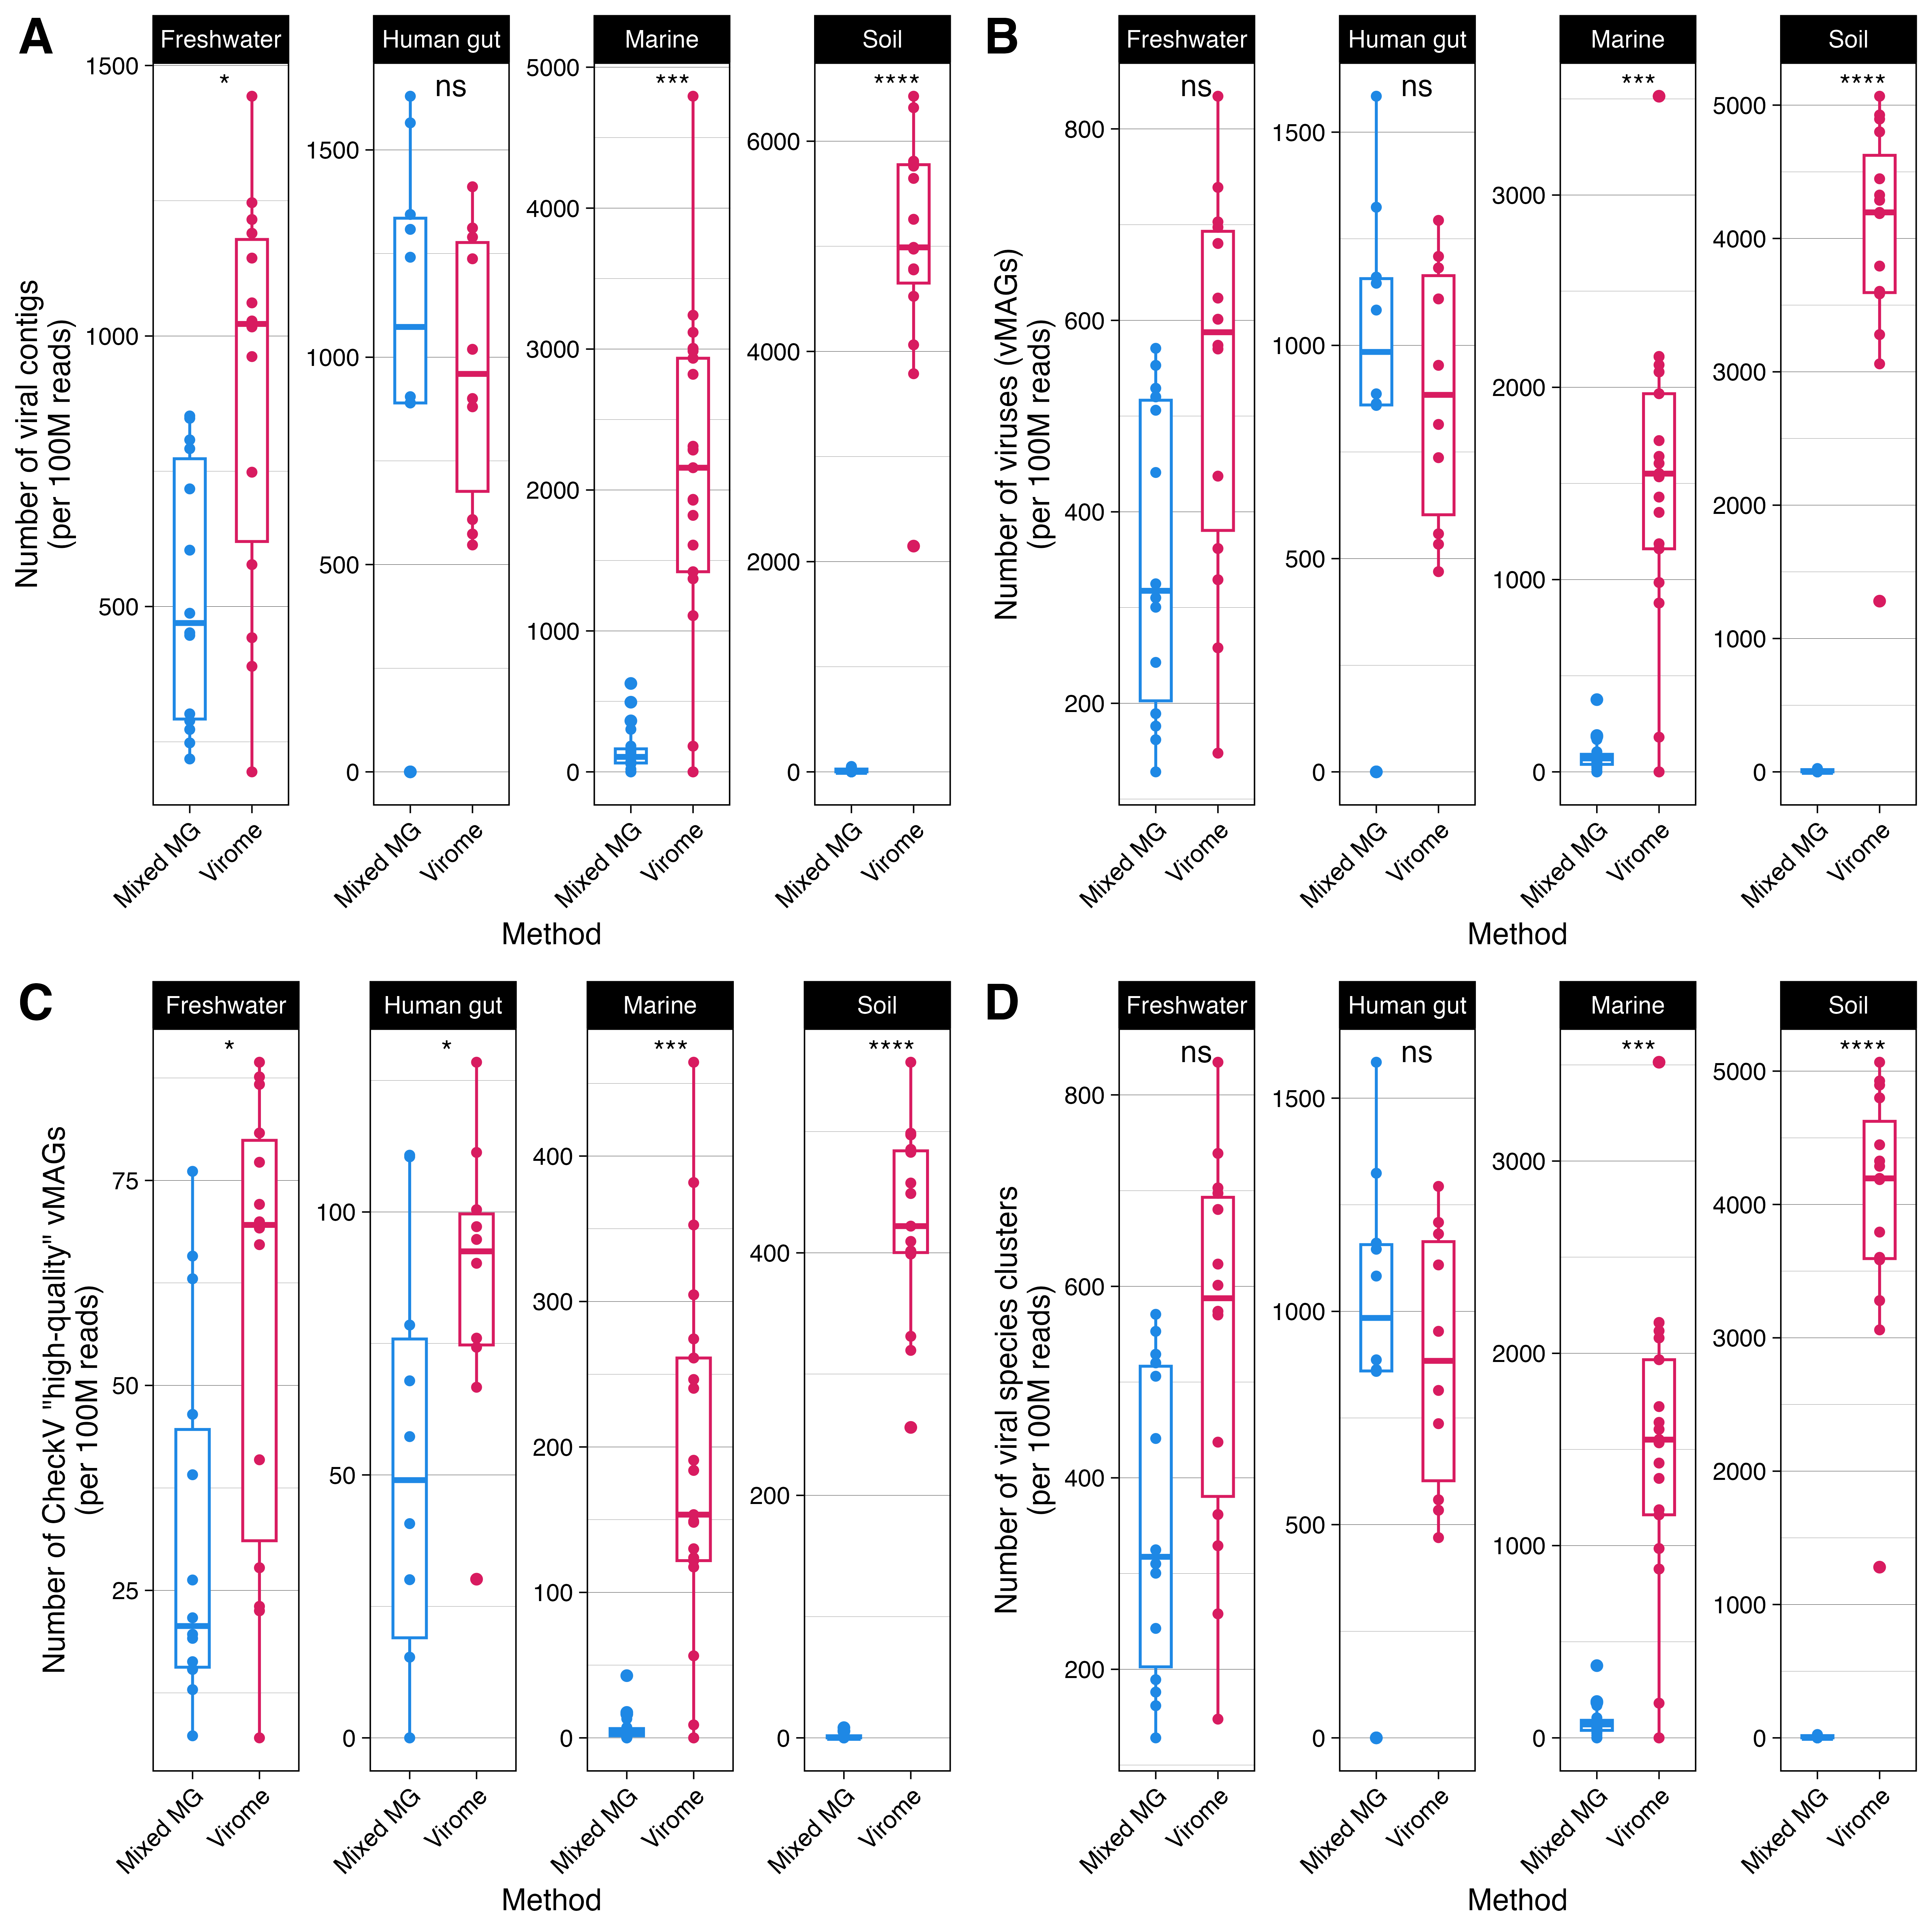 A
Freshwater
Human gut
Marine
Soil
*
ns
***
****
Number of viral contigs
(per 100M reads)
1500
1000
500
1500
1000
500
0
5000
4000
3000
2000
1000
0
6000
4000
2000
0
Mixed MG
Virome
Mixed MG
Virome
Mixed MG
Virome
Mixed MG
Virome
Method
B
Freshwater
Human gut
Marine
Soil
ns
ns
***
****
Number of viruses (vMAGs)
(per 100M reads)
800
600
400
200
1500
1000
500
0
3000
2000
1000
0
5000
4000
3000
2000
1000
0
Mixed MG
Virome
Mixed MG
Virome
Mixed MG
Virome
Mixed MG
Virome
Method
C
Freshwater
Human gut
Marine
Soil
*
*
***
****
Number of CheckV "high-quality" vMAGs
(per 100M reads)
75
50
25
100
50
0
400
300
200
100
0
400
200
0
Mixed MG
Virome
Mixed MG
Virome
Mixed MG
Virome
Mixed MG
Virome
Method
D
Freshwater
Human gut
Marine
Soil
ns
ns
***
****
Number of viral species clusters
(per 100M reads)
800
600
400
200
1500
1000
500
0
3000
2000
1000
0
5000
4000
3000
2000
1000
0
Mixed MG
Virome
Mixed MG
Virome
Mixed MG
Virome
Mixed MG
Virome
Method